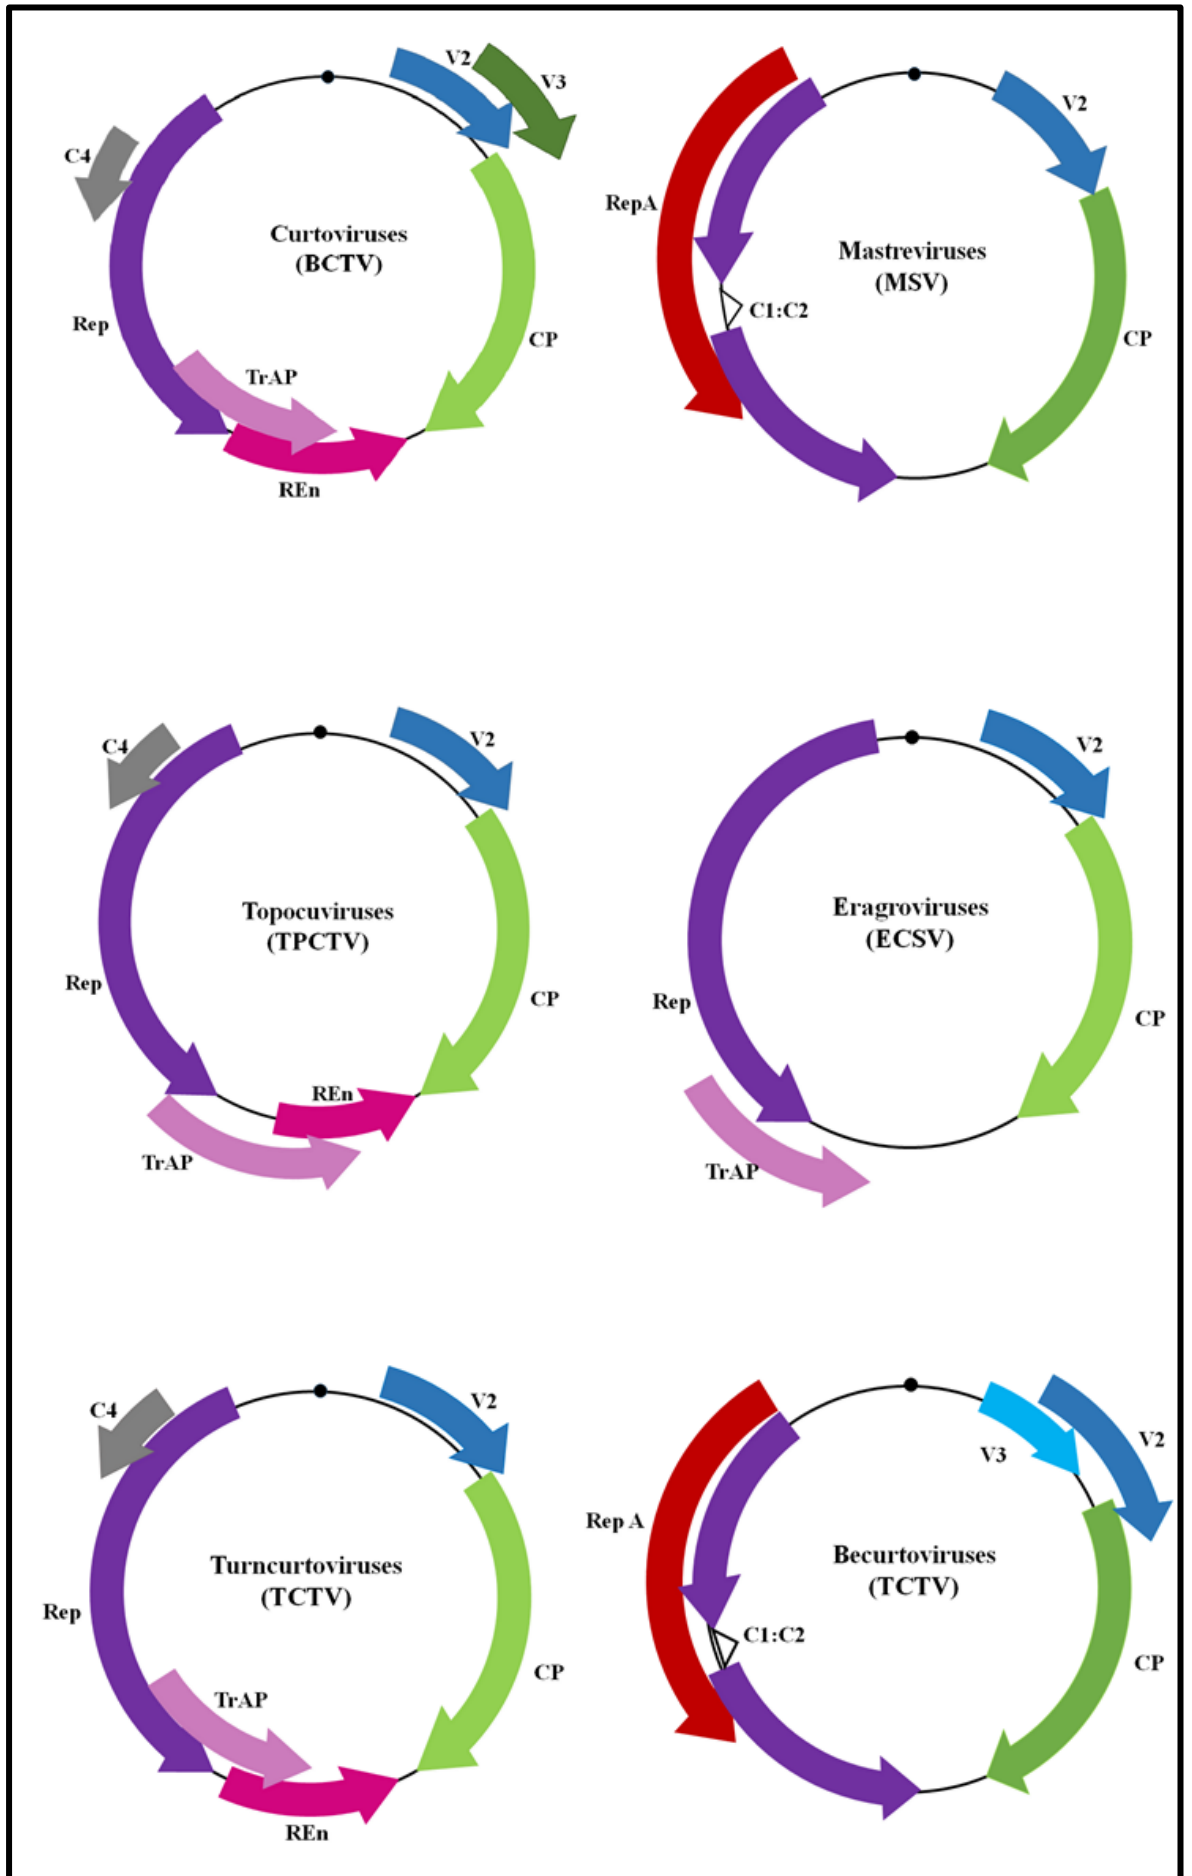 V2
V3
C4
Curtoviruses
(BCTV)
Rep
TrAP
CP
REn
V2
RepA
Mastreviruses
(MSV)
C1:C2
CP
C4
V2
Topocuviruses
(TPCTV)
Rep
CP
REn
TrAP
V2
Eragroviruses
(ECSV)
Rep
CP
TrAP
C4
V2
Turncurtoviruses
(TCTV)
Rep
CP
TrAP
REn
V2
V3
Rep A
Becurtoviruses
(TCTV)
C1:C2
CP